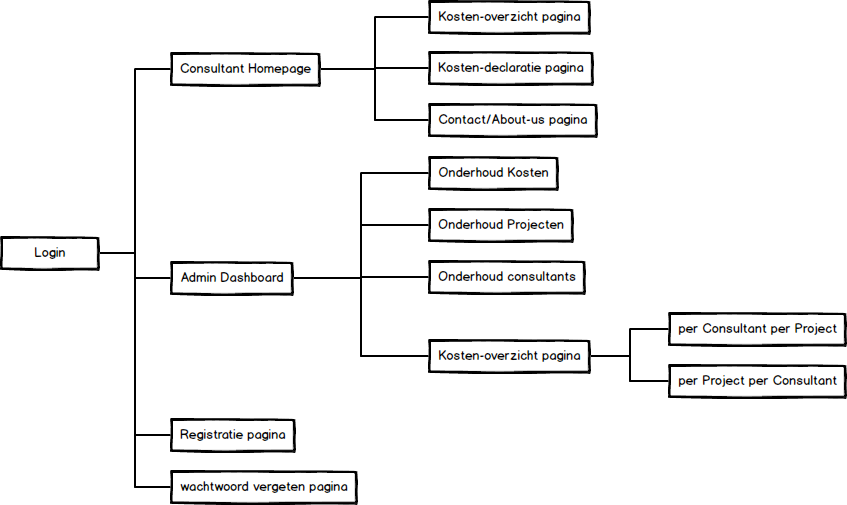 Login
Consultant Homepage
Kosten-overzicht pagina
Kosten-declaratie pagina
Contact/About-us pagina
Admin Dashboard
Onderhoud Kosten
Onderhoud Projecten
Onderhoud consultants
Kosten-overzicht pagina
per Consultant per Project
per Project per Consultant
Registratie pagina
wachtwoord vergeten pagina